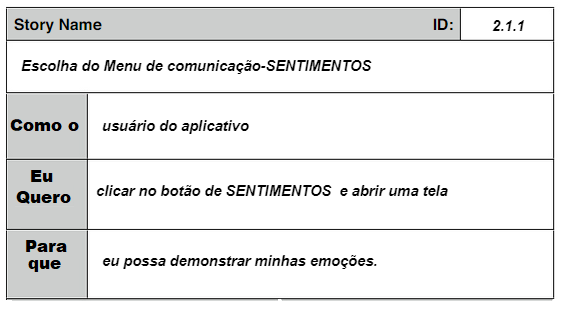 Story Name ID: 2.1.1
Escolha do Menu de comunicação-SENTIMENTOS
Como o usuário do aplicativo
Eu Quero clicar no botão de SENTIMENTOS e abrir uma tela
Para que eu possa demonstrar minhas emoções.